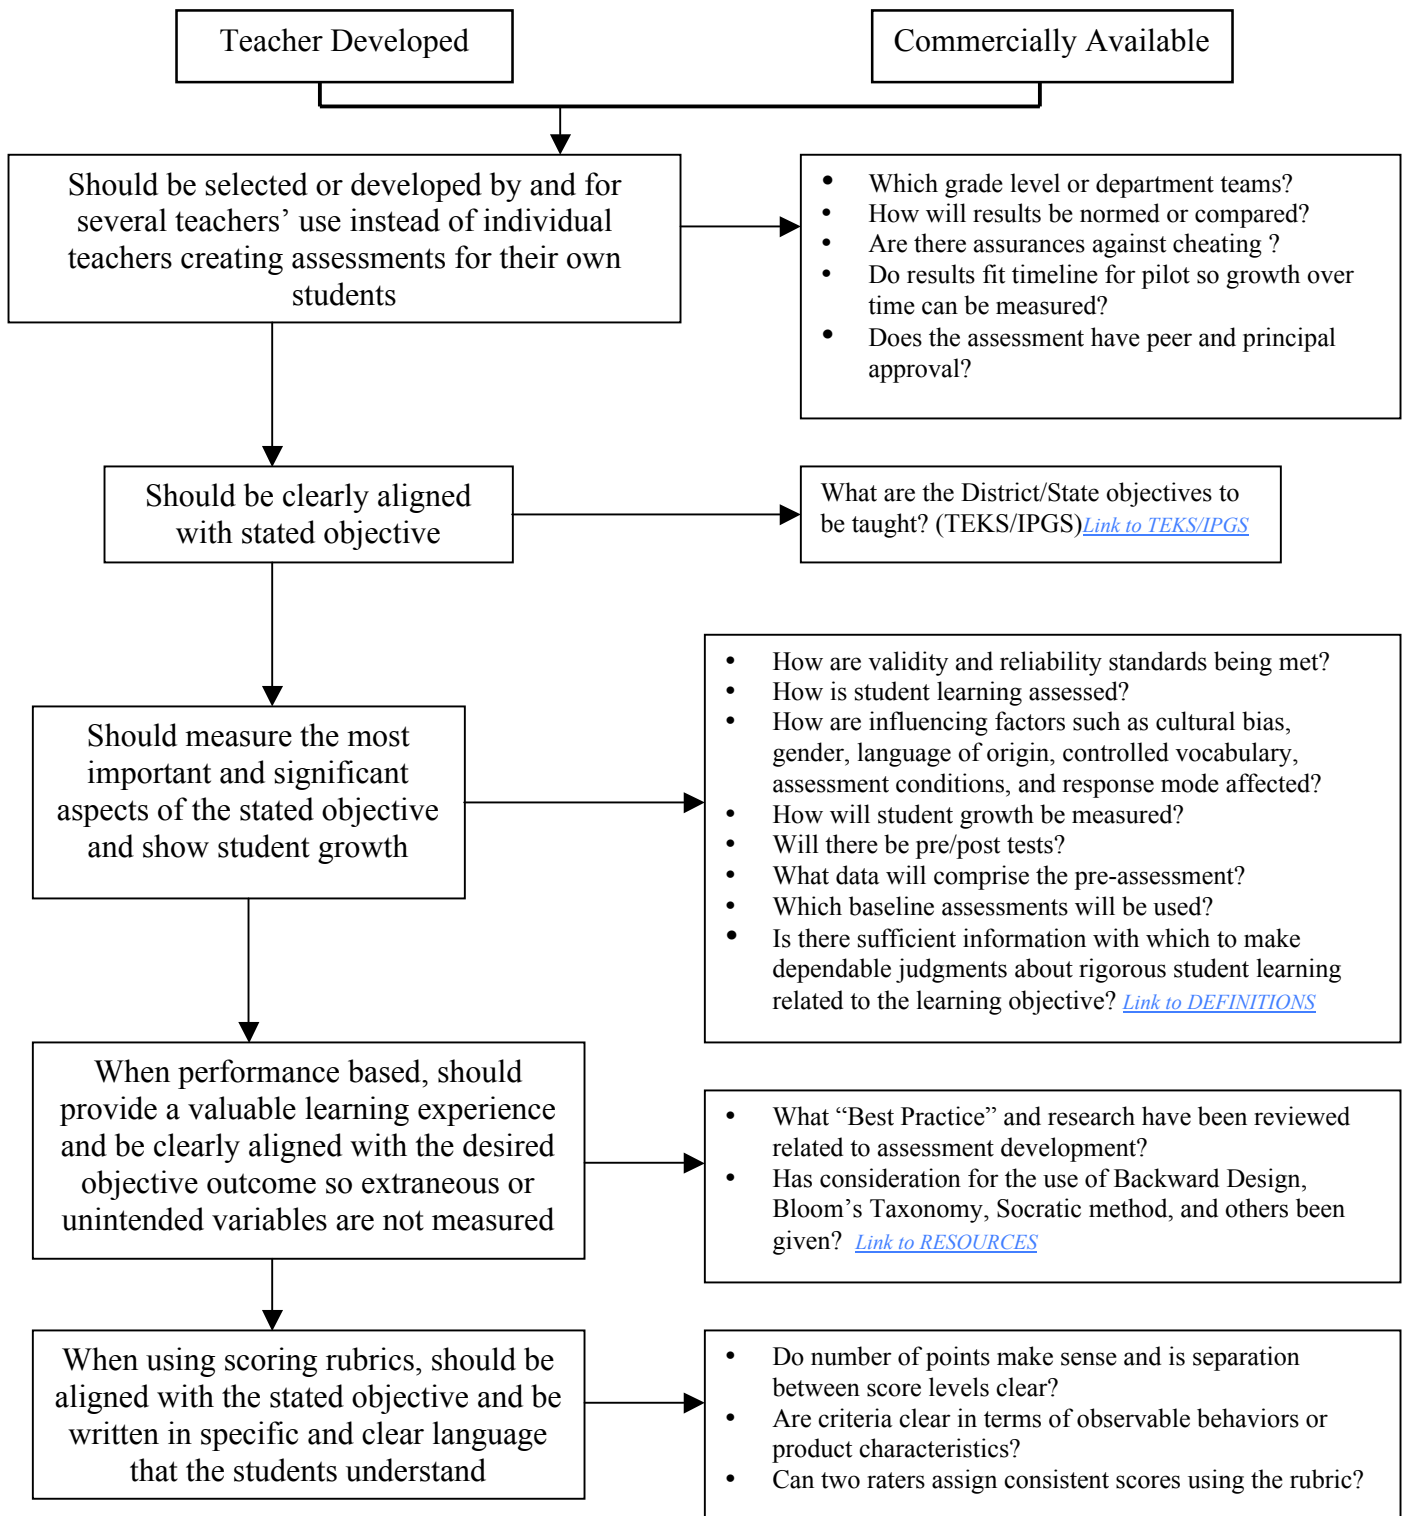 Teacher Developed
Commercially Available
Should be selected or developed by and for
several teachers’ use instead of individual
teachers creating assessments for their own
students
• Which grade level or department teams?
• How will results be normed or compared?
• Are there assurances against cheating ?
• Do results fit timeline for pilot so growth over
time can be measured?
• Does the assessment have peer and principal
approval?
Should be clearly aligned
with stated objective
What are the District/State objectives to
be taught? (TEKS/IPGS)Link to TEKS/IPGS
Should measure the most
important and significant
aspects of the stated objective
and show student growth
• How are validity and reliability standards being met?
• How is student learning assessed?
• How are influencing factors such as cultural bias,
gender, language of origin, controlled vocabulary,
assessment conditions, and response mode affected?
• How will student growth be measured?
• Will there be pre/post tests?
• What data will comprise the pre-assessment?
• Which baseline assessments will be used?
• Is there sufficient information with which to make
dependable judgments about rigorous student learning
related to the learning objective? Link to DEFINITIONS
When performance based, should
provide a valuable learning experience
and be clearly aligned with the desired
objective outcome so extraneous or
unintended variables are not measured
• What “Best Practice” and research have been reviewed
related to assessment development?
• Has consideration for the use of Backward Design,
Bloom’s Taxonomy, Socratic method, and others been
given? Link to RESOURCES
When using scoring rubrics, should be
aligned with the stated objective and be
written in specific and clear language
that the students understand
• Do number of points make sense and is separation
between score levels clear?
• Are criteria clear in terms of observable behaviors or
product characteristics?
• Can two raters assign consistent scores using the rubric?